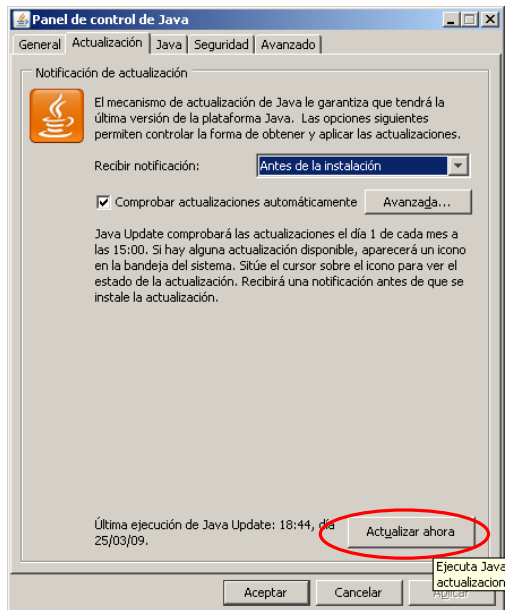 Panel de control de Java
General Actualización Java Seguridad Avanzado
Notificación de actualización
El mecanismo de actualización de Java le garantiza que tendrá la
última versión de la plataforma Java. Las opciones siguientes
permiten controlar la forma de obtener y aplicar las actualizaciones.
Recibir notificación: Antes de la instalación
Comprobar actualizaciones automáticamente Avanzada...
Java Update comprobará las actualizaciones el día 1 de cada mes a
las 15:00. Si hay alguna actualización disponible, aparecerá un icono
en la bandeja del sistema. Sitúe el cursor sobre el icono para ver el
estado de la actualización. Recibirá una notificación antes de que se
instale la actualización.
Última ejecución de Java Update: 18:44, día
25/03/09.
Actualizar ahora
Ejecuta Java
actualizacion
Aceptar Cancelar Aplicar